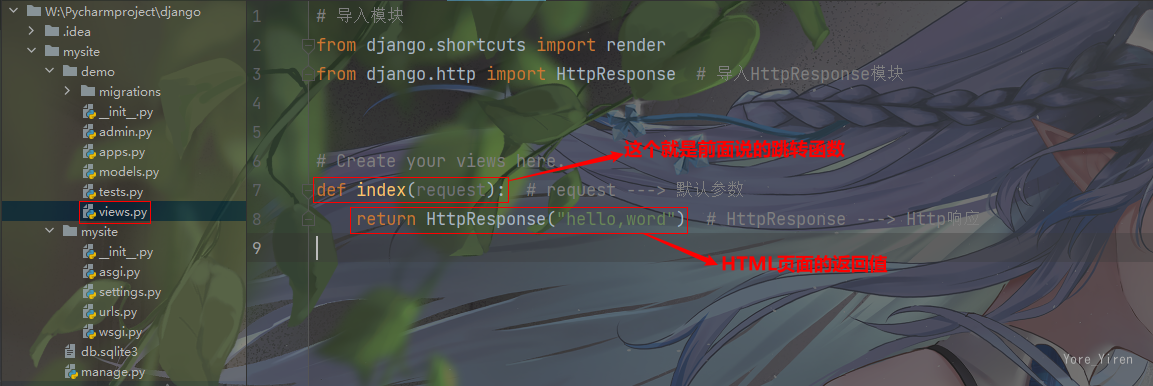 W:\Pycharmproject\django
.idea
mysite
demo
migrations
__init__.py
admin.py
apps.py
models.py
tests.py
views.py
mysite
__init__.py
asgi.py
settings.py
urls.py
wsgi.py
db.sqlite3
manage.py
1 # 导入模块
2 from django.shortcuts import render
3 from django.http import HttpResponse # 导入HttpResponse模块
4
5
6 # Create your views here.
这个就是前面说的跳转函数
7 def index(request): # request ---> 默认参数
8 return HttpResponse("hello,word") # HttpResponse ---> Http响应
9
HTML页面的返回值
Yore_Yiren